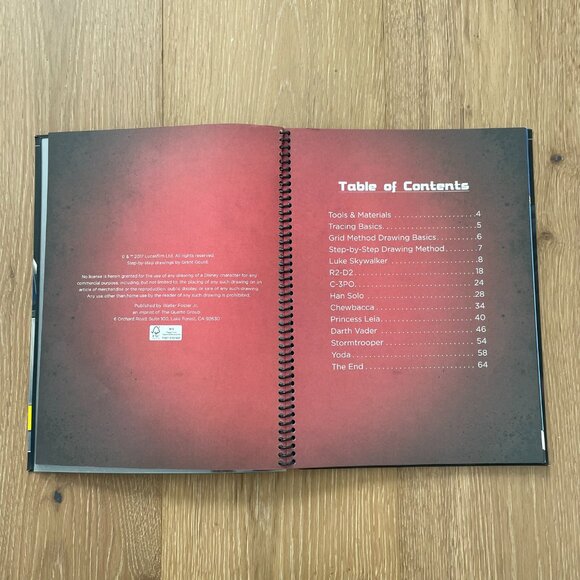 © & ™ 2017 Lucasfilm Ltd. All rights reserved.
Step-by-step drawings by Grant Gould.
No license is herein granted for the use of any drawing of a Disney character for any
commercial purpose, including, but not limited to, the placing of any such drawing on an
article of merchandise or the reproduction, public display, or sale of any such drawing.
Any use other than home use by the reader of any such drawing is prohibited.
Published by Walter Foster Jr.
an imprint of The Quarto Group
6 Orchard Road, Suite 100, Lake Forest, CA 92630
FSC
Table of Contents
Tools & Materials . . . . . . . . . . . . . . . . . . . . . 4
Tracing Basics. . . . . . . . . . . . . . . . . . . . . . . . 5
Grid Method Drawing Basics. . . . . . . . . . . 6
Step-by-Step Drawing Method . . . . . . . . 7
Luke Skywalker . . . . . . . . . . . . . . . . . . . . . . 8
R2-D2 . . . . . . . . . . . . . . . . . . . . . . . . . . . . 18
C-3PO. . . . . . . . . . . . . . . . . . . . . . . . . . . . 24
Han Solo . . . . . . . . . . . . . . . . . . . . . . . . . . 28
Chewbacca . . . . . . . . . . . . . . . . . . . . . . . . 34
Princess Leia. . . . . . . . . . . . . . . . . . . . . . . 40
Darth Vader . . . . . . . . . . . . . . . . . . . . . . . 46
Stormtrooper . . . . . . . . . . . . . . . . . . . . . . 54
Yoda . . . . . . . . . . . . . . . . . . . . . . . . . . . . . 58
The End . . . . . . . . . . . . . . . . . . . . . . . . . . 64